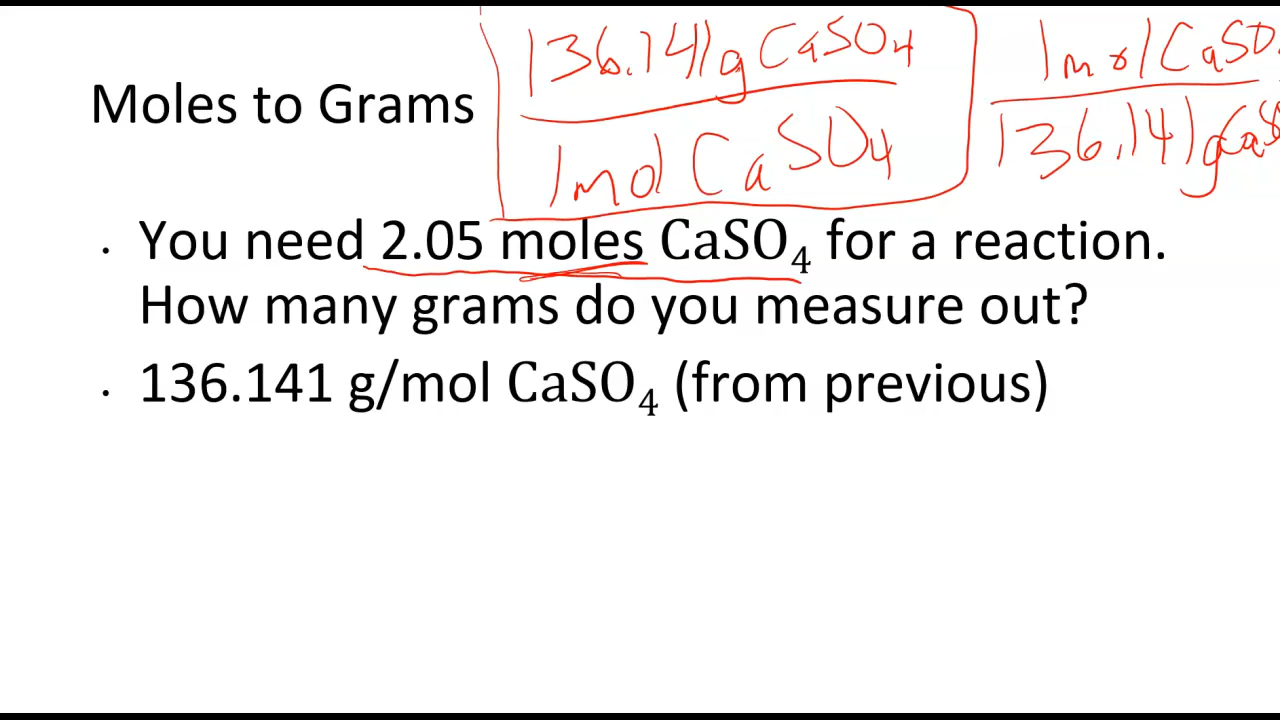 136.141g CaSO4
1mol CaSO4
1mol CaSO
136.141g CaS
Moles to Grams
· You need 2.05 moles CaSO₄ for a reaction.
How many grams do you measure out?
· 136.141 g/mol CaSO₄ (from previous)